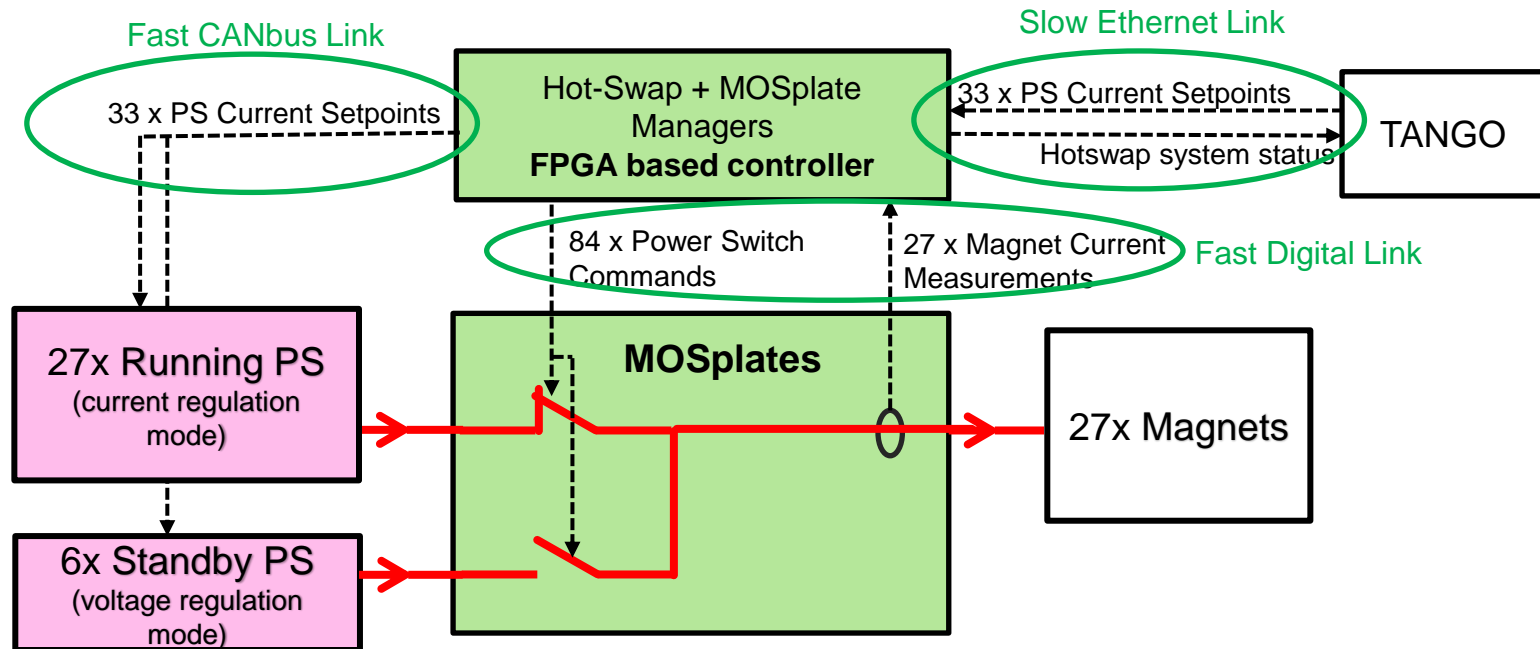 Fast CANbus Link
Slow Ethernet Link
33 x PS Current Setpoints
Hot-Swap + MOSplate
Managers
FPGA based controller
33 x PS Current Setpoints
Hotswap system status
TANGO
84 x Power Switch
Commands
27 x Magnet Current
Measurements
Fast Digital Link
27x Running PS
(current regulation
mode)
MOSplates
27x Magnets
6x Standby PS
(voltage regulation
mode)